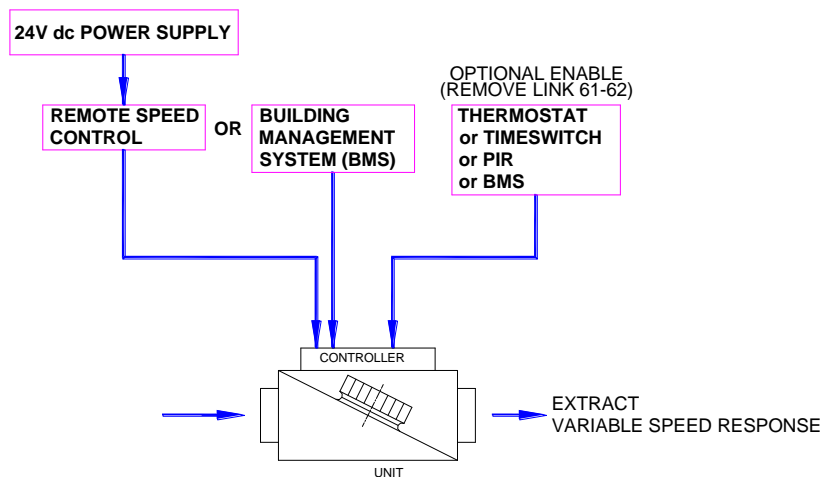 24V dc POWER SUPPLY
REMOTE SPEED
CONTROL
OR
BUILDING
MANAGEMENT
SYSTEM (BMS)
OPTIONAL ENABLE
(REMOVE LINK 61-62)
THERMOSTAT
or TIMESWITCH
or PIR
or BMS
CONTROLLER
EXTRACT
VARIABLE SPEED RESPONSE
UNIT